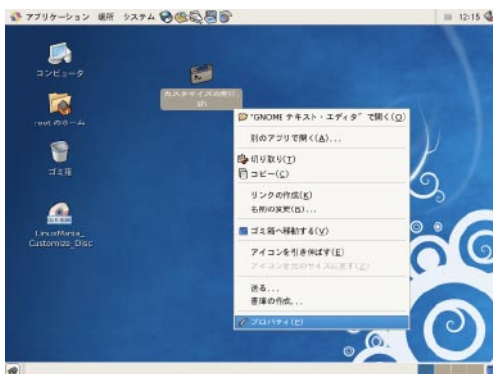 アプリケーション 場所 システム
12:15
コンピュータ
カスタマイズの実行.
sh
rootのホーム
ゴミ箱
LinuxMania_
Customize_Disc
"GNOME テキスト・エディタ" で開く(O)
別のアプリで開く(A)...
切り取り(T)
コピー(C)
リンクの作成(K)
名前の変更(R)...
ゴミ箱へ移動する(V)
アイコンを引き伸ばす(E)
アイコンを元のサイズに戻す(Z)
送る...
書庫の作成...
プロパティ(P)